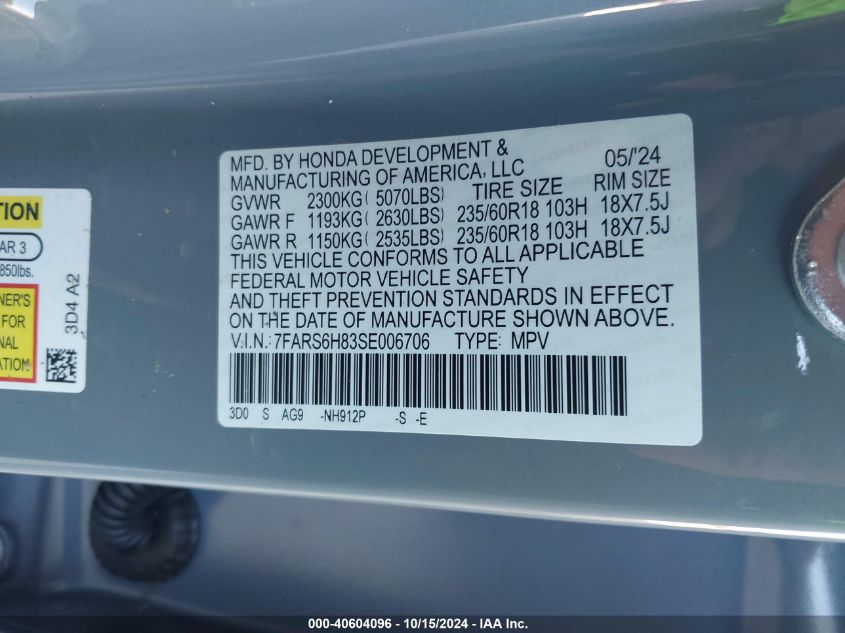 MFD. BY HONDA DEVELOPMENT & 05/'24
MANUFACTURING OF AMERICA, LLC
TIRE SIZE RIM SIZE
GVWR 2300KG( 5070LBS)
GAWR F 1193KG( 2630LBS) 235/60R18 103H 18X7.5J
GAWR R 1150KG( 2535LBS) 235/60R18 103H 18X7.5J
THIS VEHICLE CONFORMS TO ALL APPLICABLE
FEDERAL MOTOR VEHICLE SAFETY
AND THEFT PREVENTION STANDARDS IN EFFECT
ON THE DATE OF MANUFACTURE SHOWN ABOVE.
V.I.N.: 7FARS6H83SE006706 TYPE: MPV
3D0 S AG9 -NH912P -S -E
TION
AR 3
850lbs.
NER'S
FOR
NAL
ATION
3D4 A2
000-40604096 - 10/15/2024 - IAA Inc.